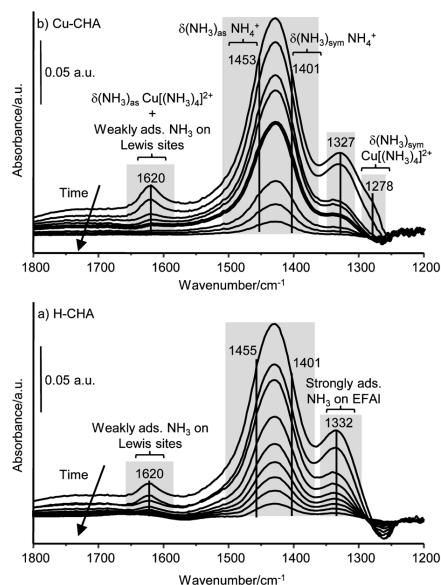 δ(NH3)as NH4+
b) Cu-CHA
1453
1401
δ(NH3)sym NH4+
0.05 a.u.
δ(NH3)as Cu[(NH3)4]2+
+
Weakly ads. NH3 on
Lewis sites
1327
δ(NH3)sym
Cu[(NH3)4]2+
Time
1620
1278
Absorbance/a.u.
1800 1700 1600 1500 1400 1300 1200
Wavenumber/cm-1
a) H-CHA
0.05 a.u.
1455
1401
Strongly ads.
NH3 on EFAl
Weakly ads. NH3 on
Lewis sites
1332
Time
1620
Absorbance/a.u.
1800 1700 1600 1500 1400 1300 1200
Wavenumber/cm-1